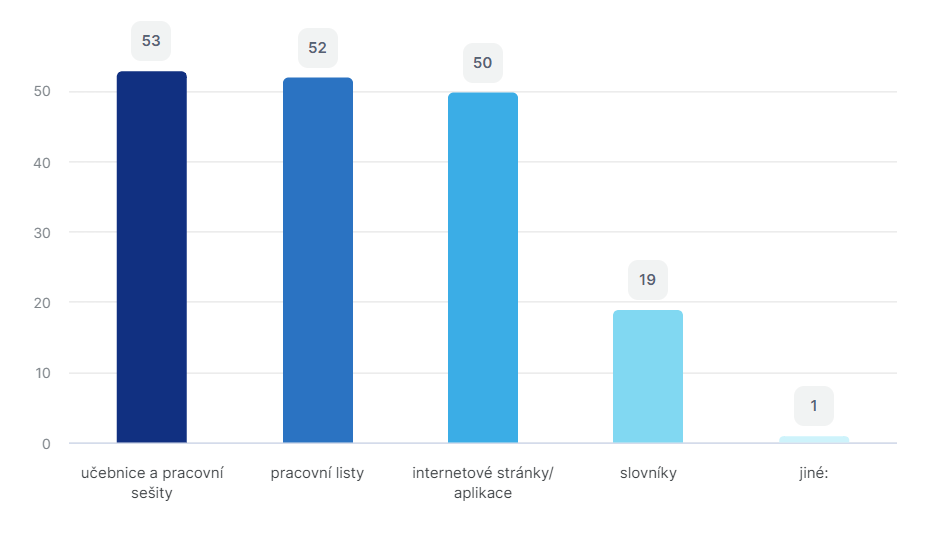 53
52
50
19
1
50
40
30
20
10
0
učebnice a pracovní
sešity
pracovní listy
internetové stránky/
aplikace
slovníky
jiné: